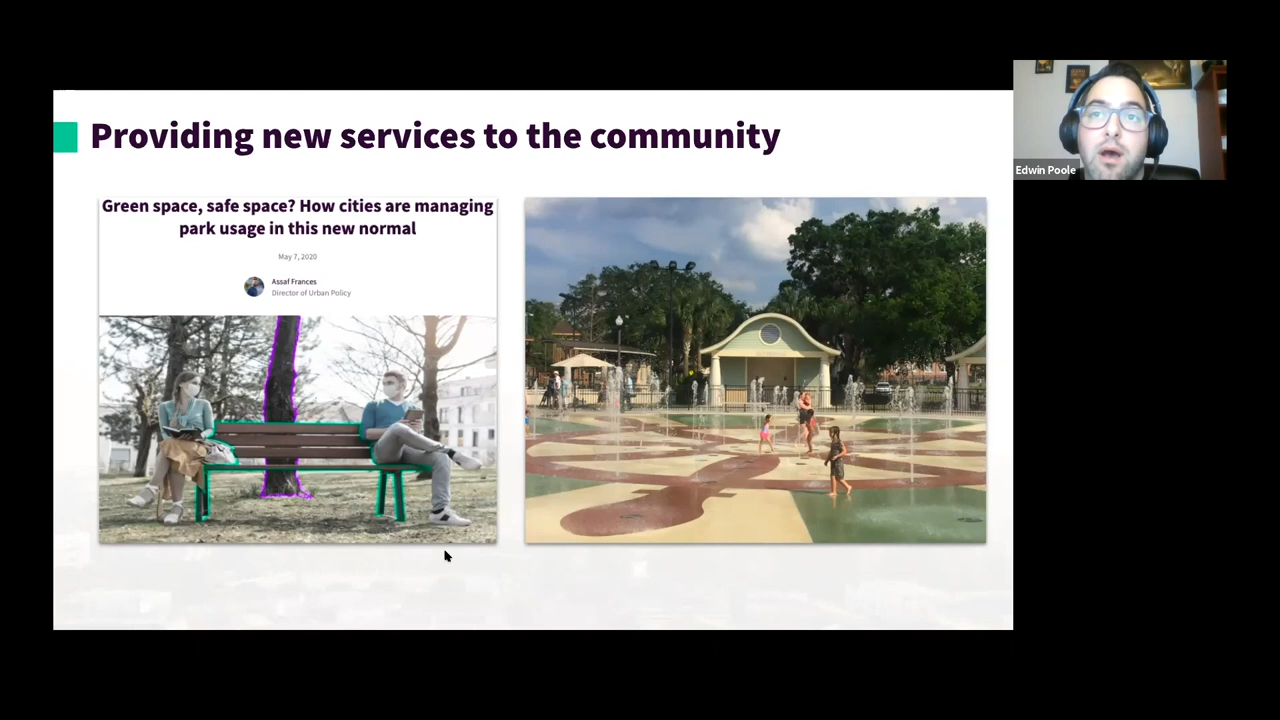 Providing new services to the community
Green space, safe space? How cities are managing
park usage in this new normal
May 7, 2020
Assaf Frances
Director of Urban Policy
Edwin Poole